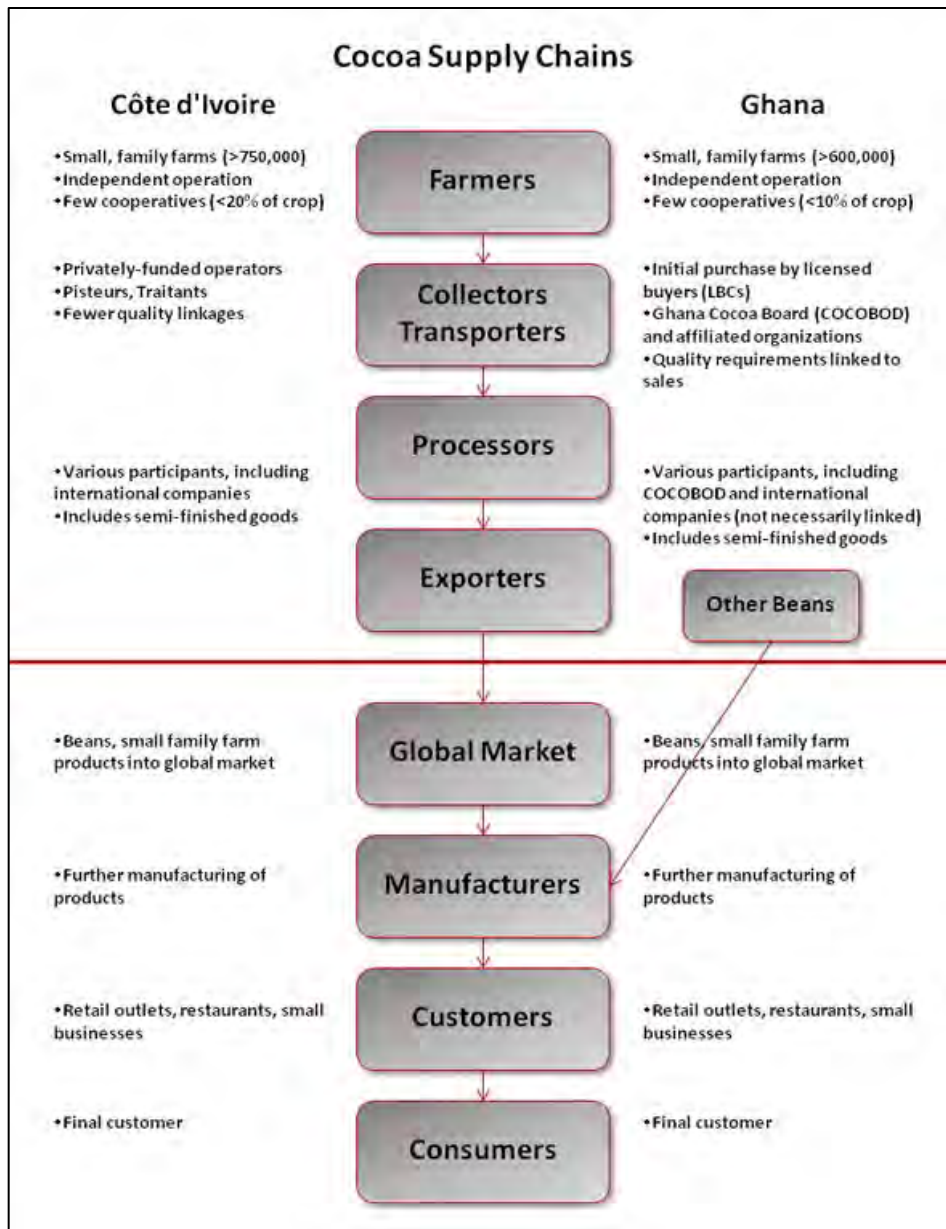 Cocoa Supply Chains
Côte d'Ivoire
Ghana
•Small, family farms (>750,000)
•Independent operation
•Few cooperatives (<20% of crop)
Farmers
•Small, family farms (>600,000)
•Independent operation
•Few cooperatives (<10% of crop)
•Privately-funded operators
•Pisteurs, Traitants
•Fewer quality linkages
Collectors
Transporters
•Initial purchase by licensed
buyers (LBCs)
•Ghana Cocoa Board (COCOBOD)
and affiliated organizations
•Quality requirements linked to
sales
Processors
•Various participants, including
international companies
•Includes semi-finished goods
•Various participants, including
COCOBOD and international
companies (not necessarily linked)
•Includes semi-finished goods
Exporters
Other Beans
•Beans, small family farm
products into global market
Global Market
•Beans, small family farm
products into global market
•Further manufacturing of
products
Manufacturers
•Further manufacturing of
products
•Retail outlets, restaurants, small
businesses
Customers
•Retail outlets, restaurants, small
businesses
•Final customer
Consumers
•Final customer